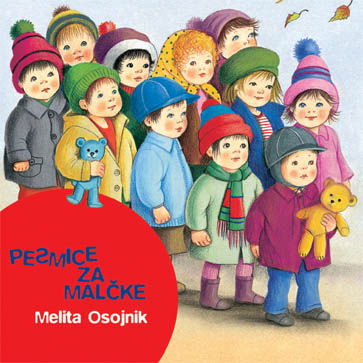 PESMICE
ZA
MALČKE
Melita Osojnik